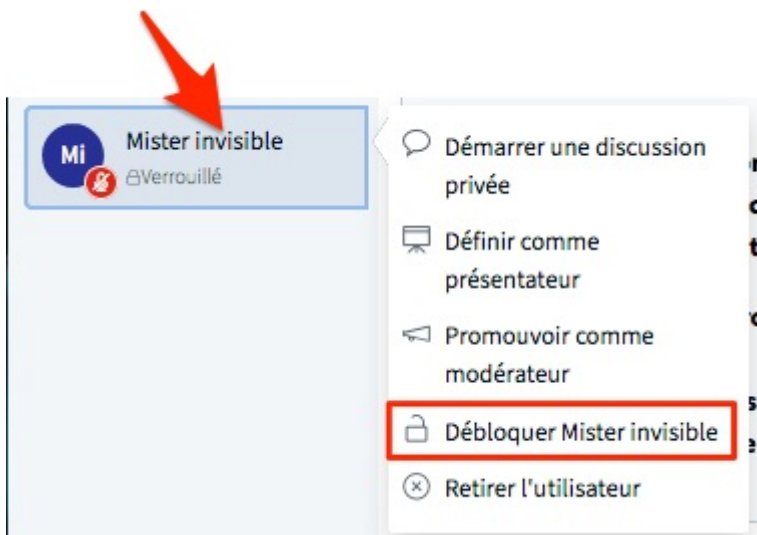 Mi
Mister invisible
Verrouillé
Démarrer une discussion
privée
Définir comme
présentateur
Promouvoir comme
modérateur
Débloquer Mister invisible
Retirer l'utilisateur